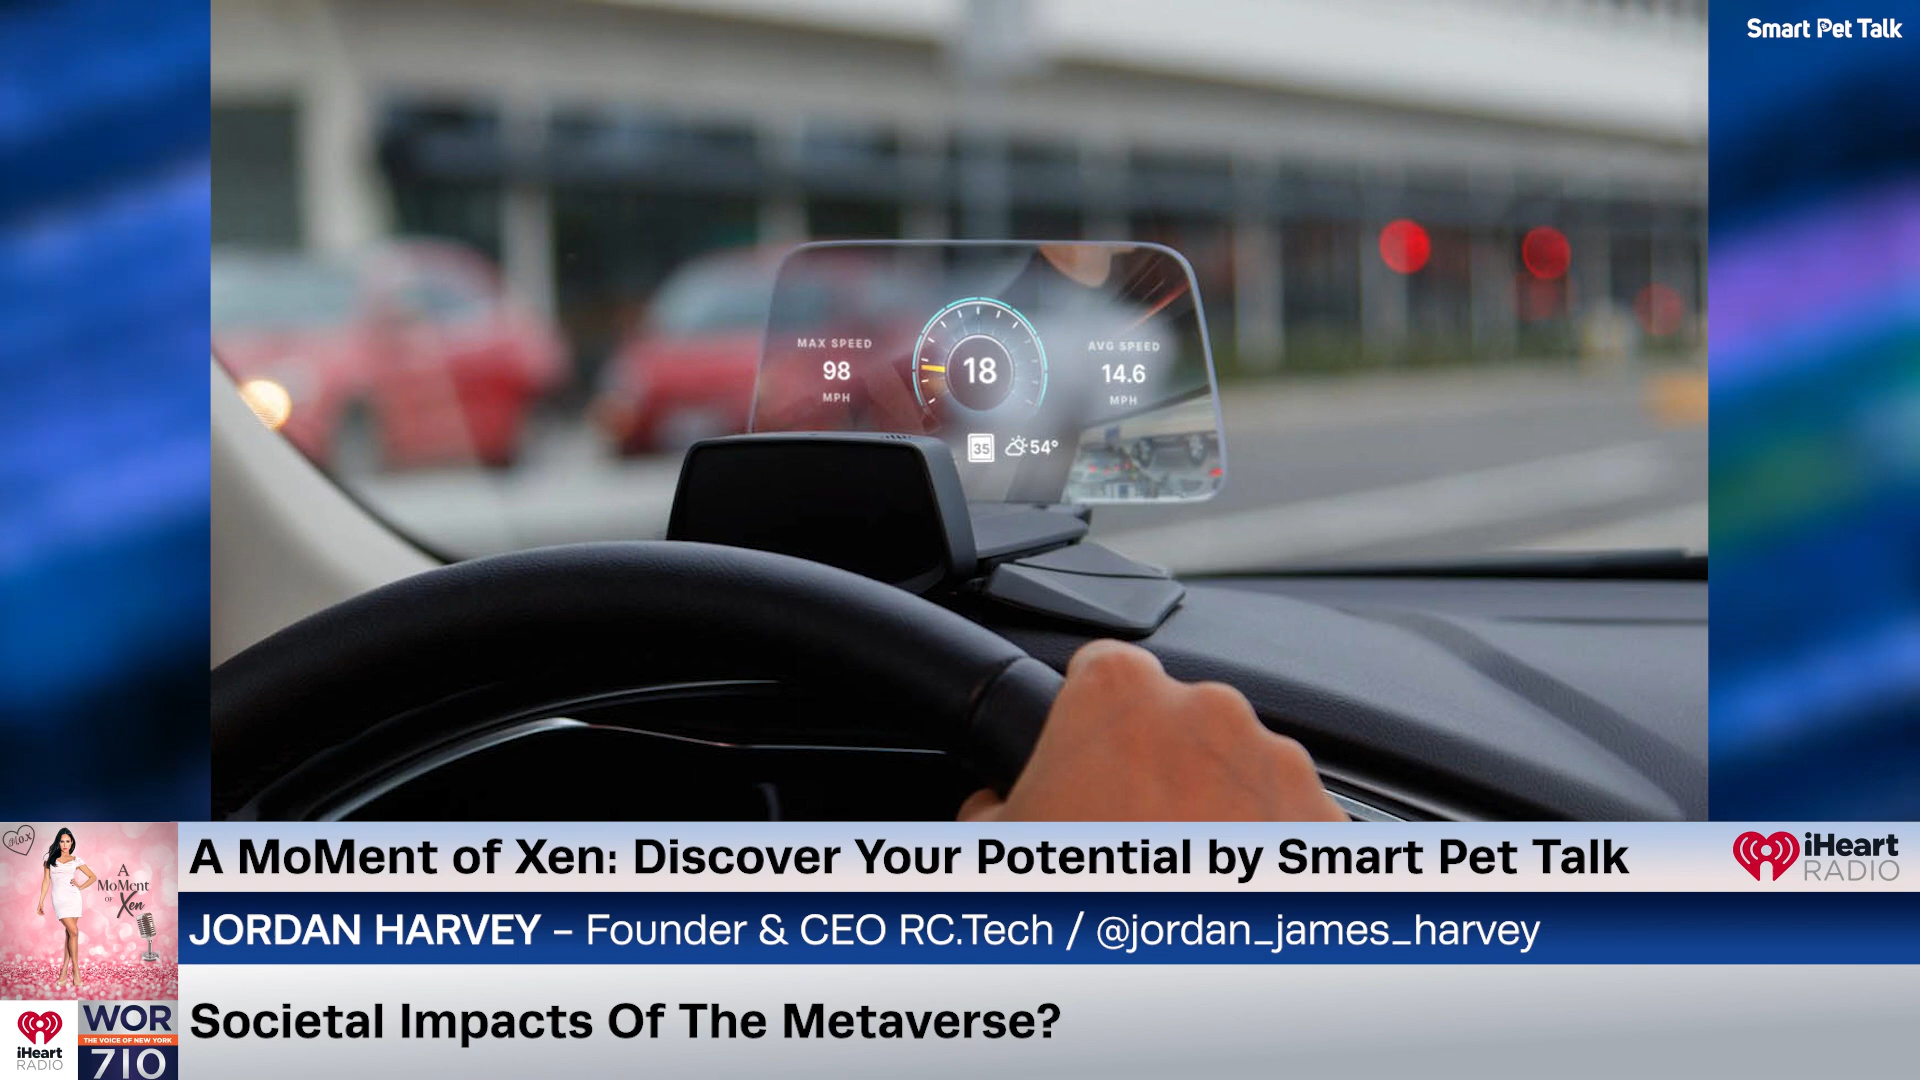 Smart Pet Talk
MAX SPEED
98
MPH
18
AVG SPEED
14.6
MPH
35
54°
M.O.X
A
MoMent
OF
Xen
A MoMent of Xen: Discover Your Potential by Smart Pet Talk
iHeart
RADIO
JORDAN HARVEY – Founder & CEO RC.Tech / @jordan_james_harvey
iHeart
RADIO
WOR
THE VOICE OF NEW YORK
710
Societal Impacts Of The Metaverse?